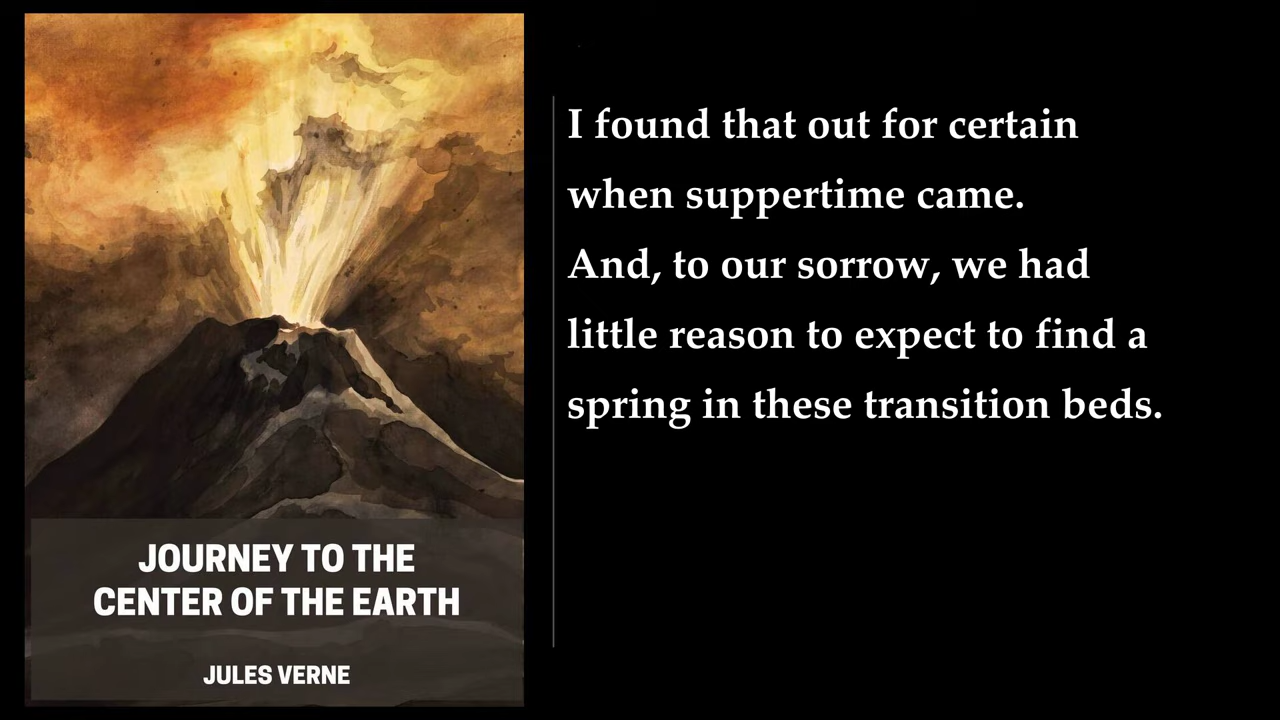 JOURNEY TO THE
CENTER OF THE EARTH
JULES VERNE
I found that out for certain
when suppertime came.
And, to our sorrow, we had
little reason to expect to find a
spring in these transition beds.